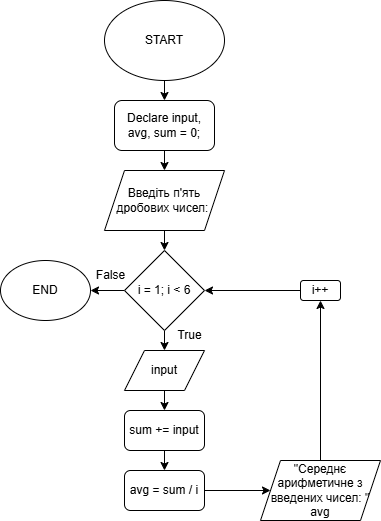 START
Declare input,
avg, sum = 0;
Введіть п'ять
дробових чисел:
False
END
i = 1; i < 6
i++
True
input
sum += input
avg = sum / i
"Середнє
арифметичне з
введених чисел: "
avg